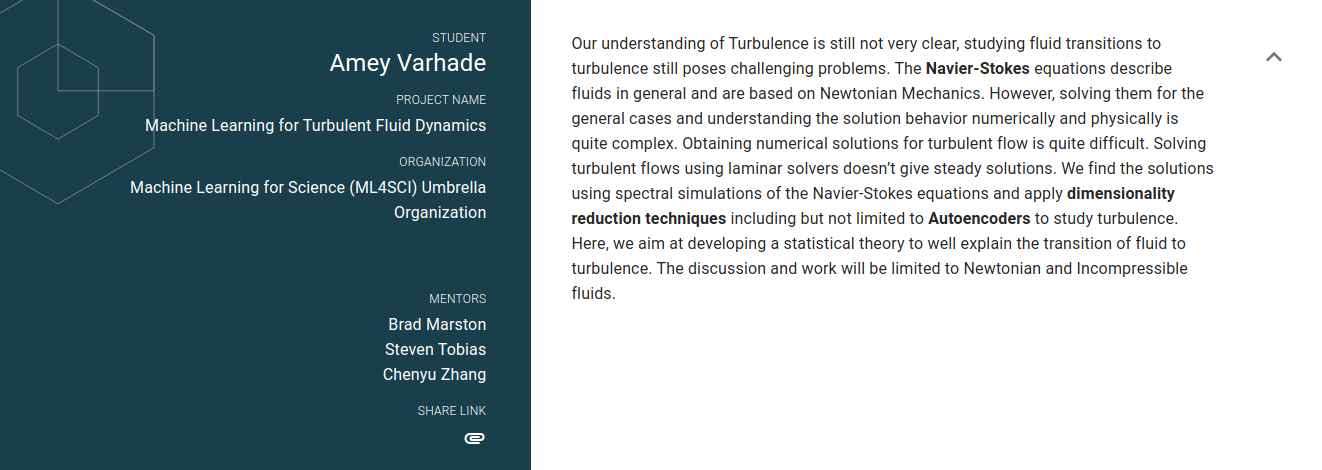 STUDENT
Amey Varhade
PROJECT NAME
Machine Learning for Turbulent Fluid Dynamics
ORGANIZATION
Machine Learning for Science (ML4SCI) Umbrella
Organization
MENTORS
Brad Marston
Steven Tobias
Chenyu Zhang
SHARE LINK
Our understanding of Turbulence is still not very clear, studying fluid transitions to
turbulence still poses challenging problems. The Navier-Stokes equations describe
fluids in general and are based on Newtonian Mechanics. However, solving them for the
general cases and understanding the solution behavior numerically and physically is
quite complex. Obtaining numerical solutions for turbulent flow is quite difficult. Solving
turbulent flows using laminar solvers doesn’t give steady solutions. We find the solutions
using spectral simulations of the Navier-Stokes equations and apply dimensionality
reduction techniques including but not limited to Autoencoders to study turbulence.
Here, we aim at developing a statistical theory to well explain the transition of fluid to
turbulence. The discussion and work will be limited to Newtonian and Incompressible
fluids.